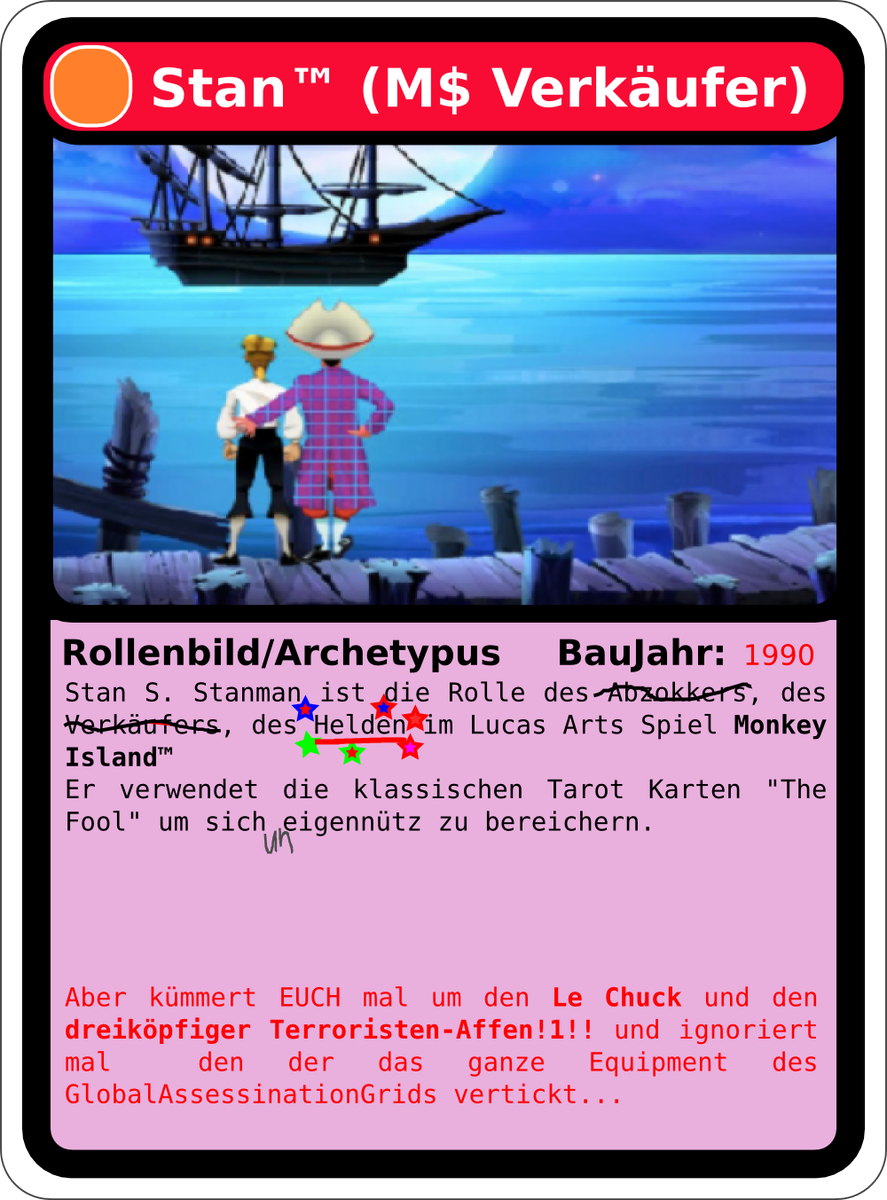 Stan™ (M$ Verkäufer)
Rollenbild/Archetypus BauJahr: 1990
Stan S. Stanman ist die Rolle des Abzokkers, des
Verkäufers, des Helden im Lucas Arts Spiel Monkey
Island™
Er verwendet die klassischen Tarot Karten "The
Fool" um sich eigennütz zu bereichern.
un
Aber kümmert EUCH mal um den Le Chuck und den
dreiköpfiger Terroristen-Affen!1!! und ignoriert
mal den der das ganze Equipment des
GlobalAssessinationGrids vertickt...